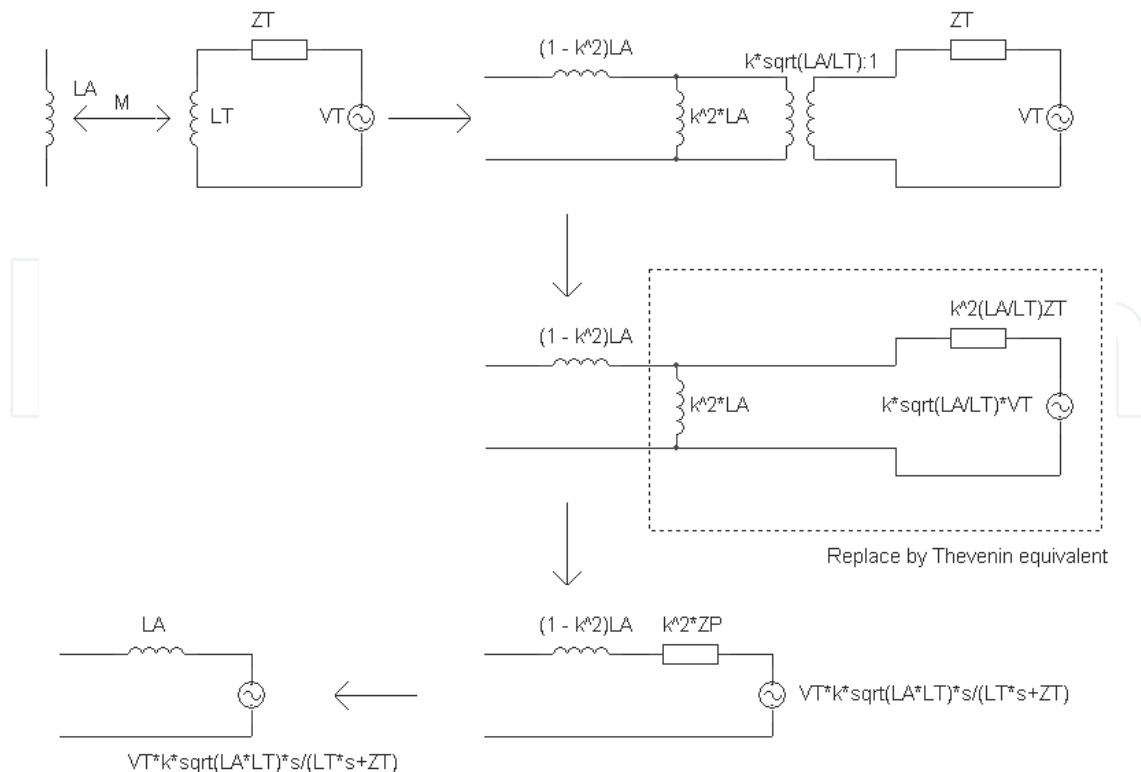 ZT
LA
M
LT
VT
(1 - k^2)LA
k*sqrt(LA/LT):1
ZT
k^2*LA
VT
(1 - k^2)LA
k^2(LA/LT)ZT
k^2*LA
k*sqrt(LA/LT)*VT
Replace by Thevenin equivalent
LA
VT*k*sqrt(LA*LT)*s/(LT*s+ZT)
(1 - k^2)LA
k^2*ZP
VT*k*sqrt(LA*LT)*s/(LT*s+ZT)